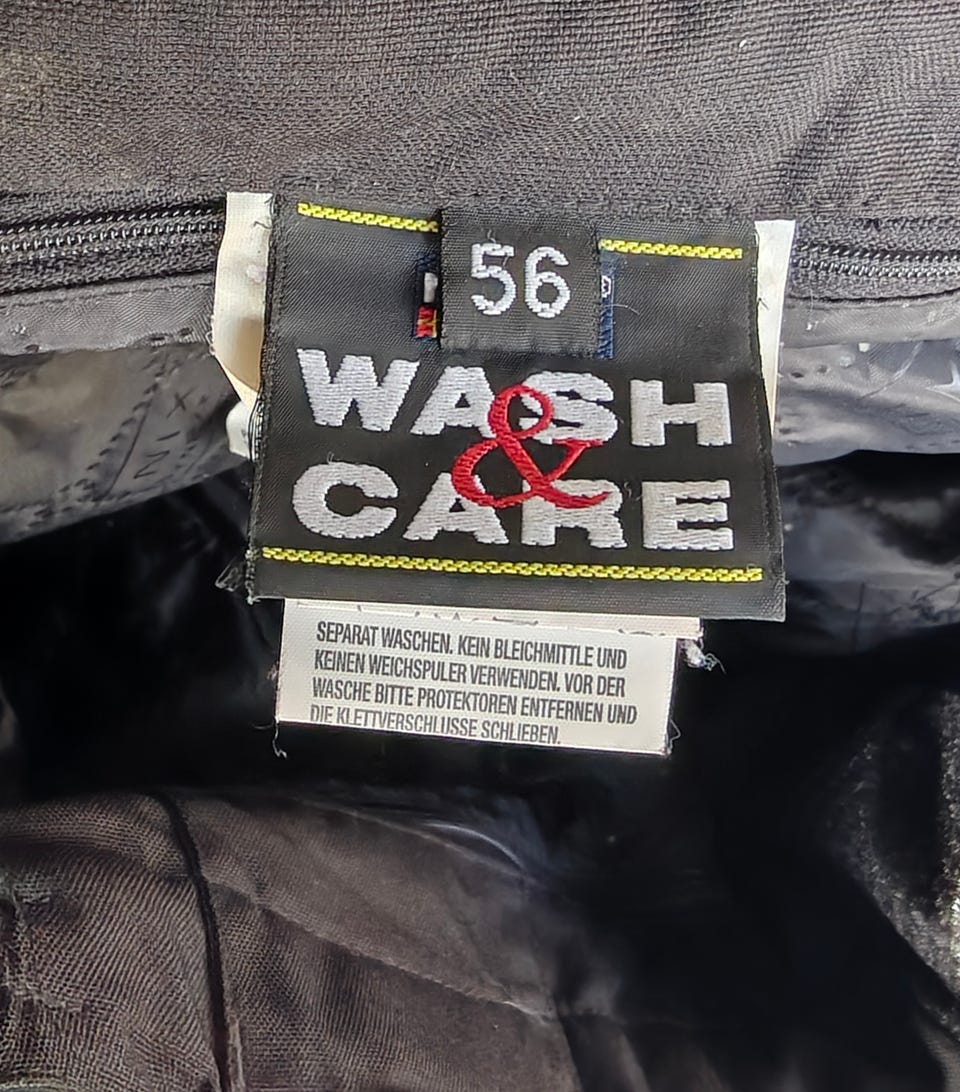 56
WASH
&
CARE
SEPARAT WASCHEN. KEIN BLEICHMITTLE UND
KEINEN WEICHSPULER VERWENDEN. VOR DER
WASCHE BITTE PROTEKTOREN ENTFERNEN UND
DIE KLETTVERSCHLUSSE SCHLIEBEN.